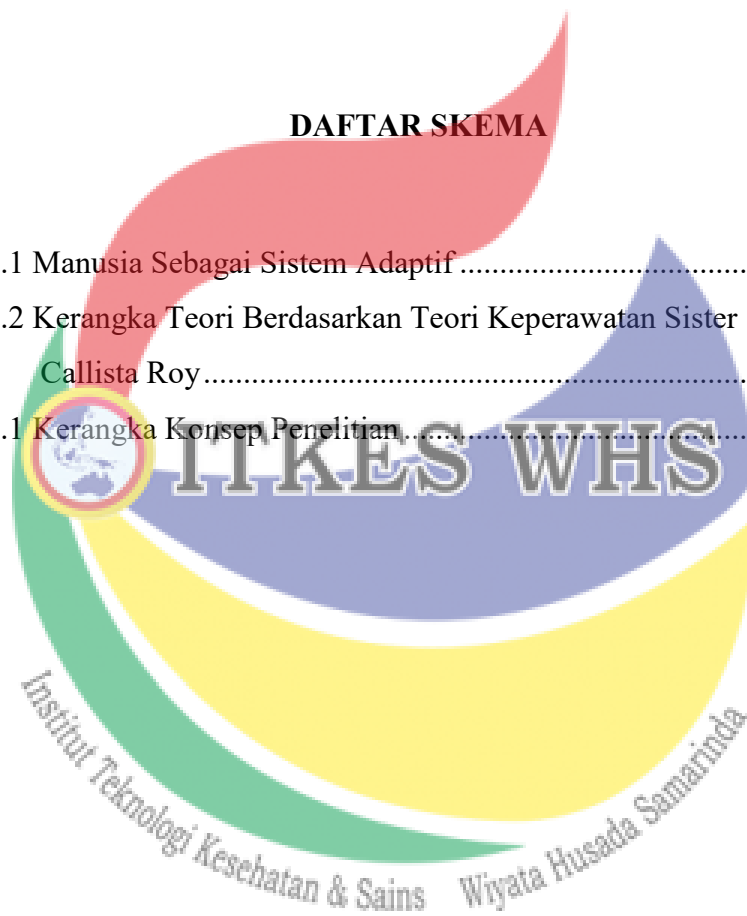 DAFTAR SKEMA
.1 Manusia Sebagai Sistem Adaptif ..............................
.2 Kerangka Teori Berdasarkan Teori Keperawatan Sister
Callista Roy..........................................................
.1 Kerangka Konsep Penelitian....................................
ITKES WHS
Institut Teknologi Kesehatan & Sains Wiyata Husada Samarinda